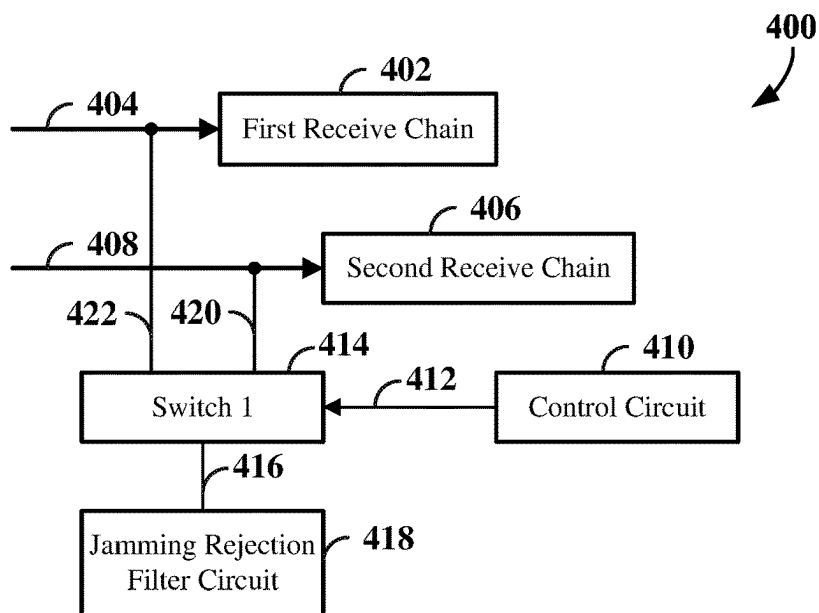 400
402
404
First Receive Chain
406
408
Second Receive Chain
422
420
414
410
412
Switch 1
Control Circuit
416
Jamming Rejection
Filter Circuit
418